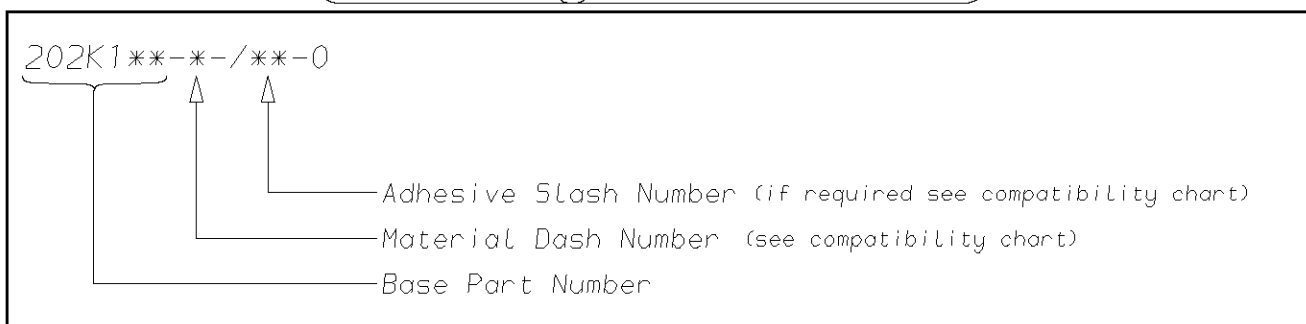 202K1**-*-/**-0
Adhesive Slash Number (if required see compatibility chart)
Material Dash Number (see compatibility chart)
Base Part Number